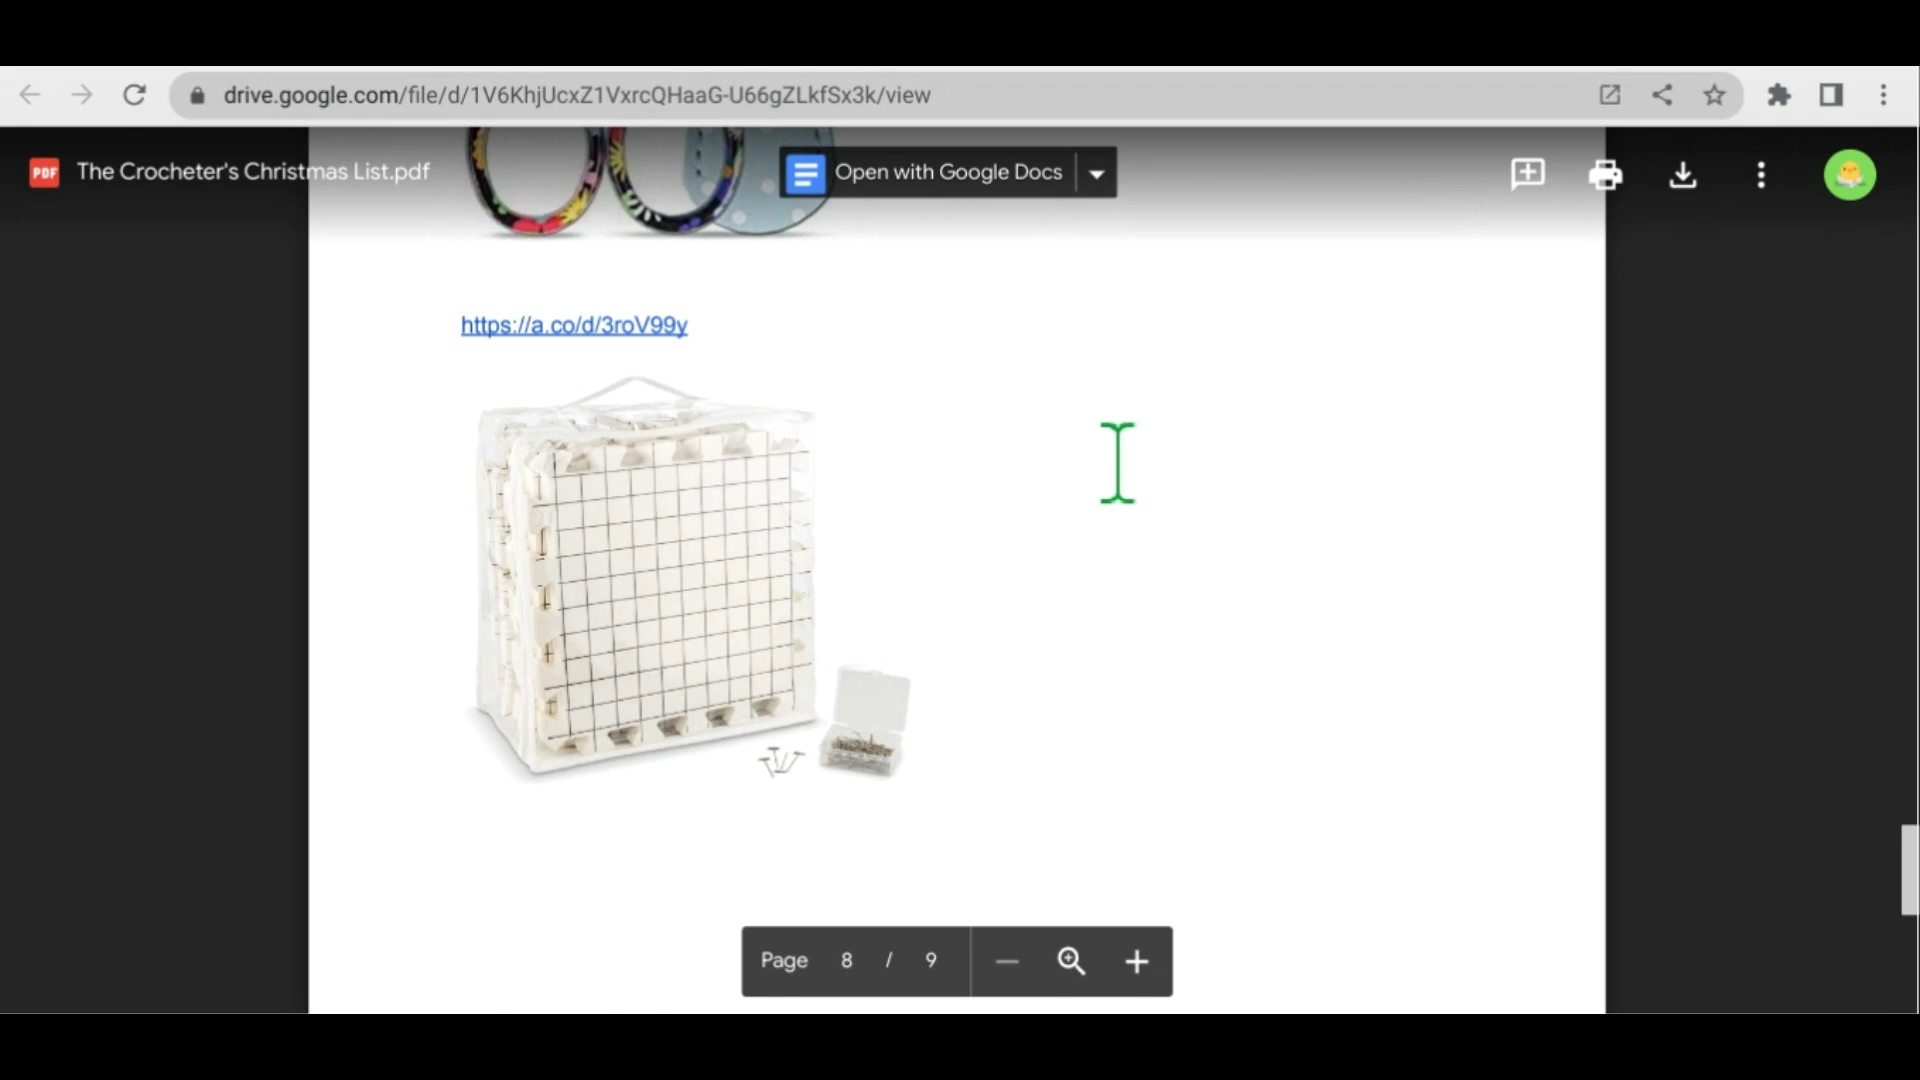 drive.google.com/file/d/1V6KhjUcxZ1VxrcQHaaG-U66gZLkfSx3k/view
PDF The Crocheter's Christmas List.pdf
Open with Google Docs
https://a.co/d/3roV99y
Page 8 / 9